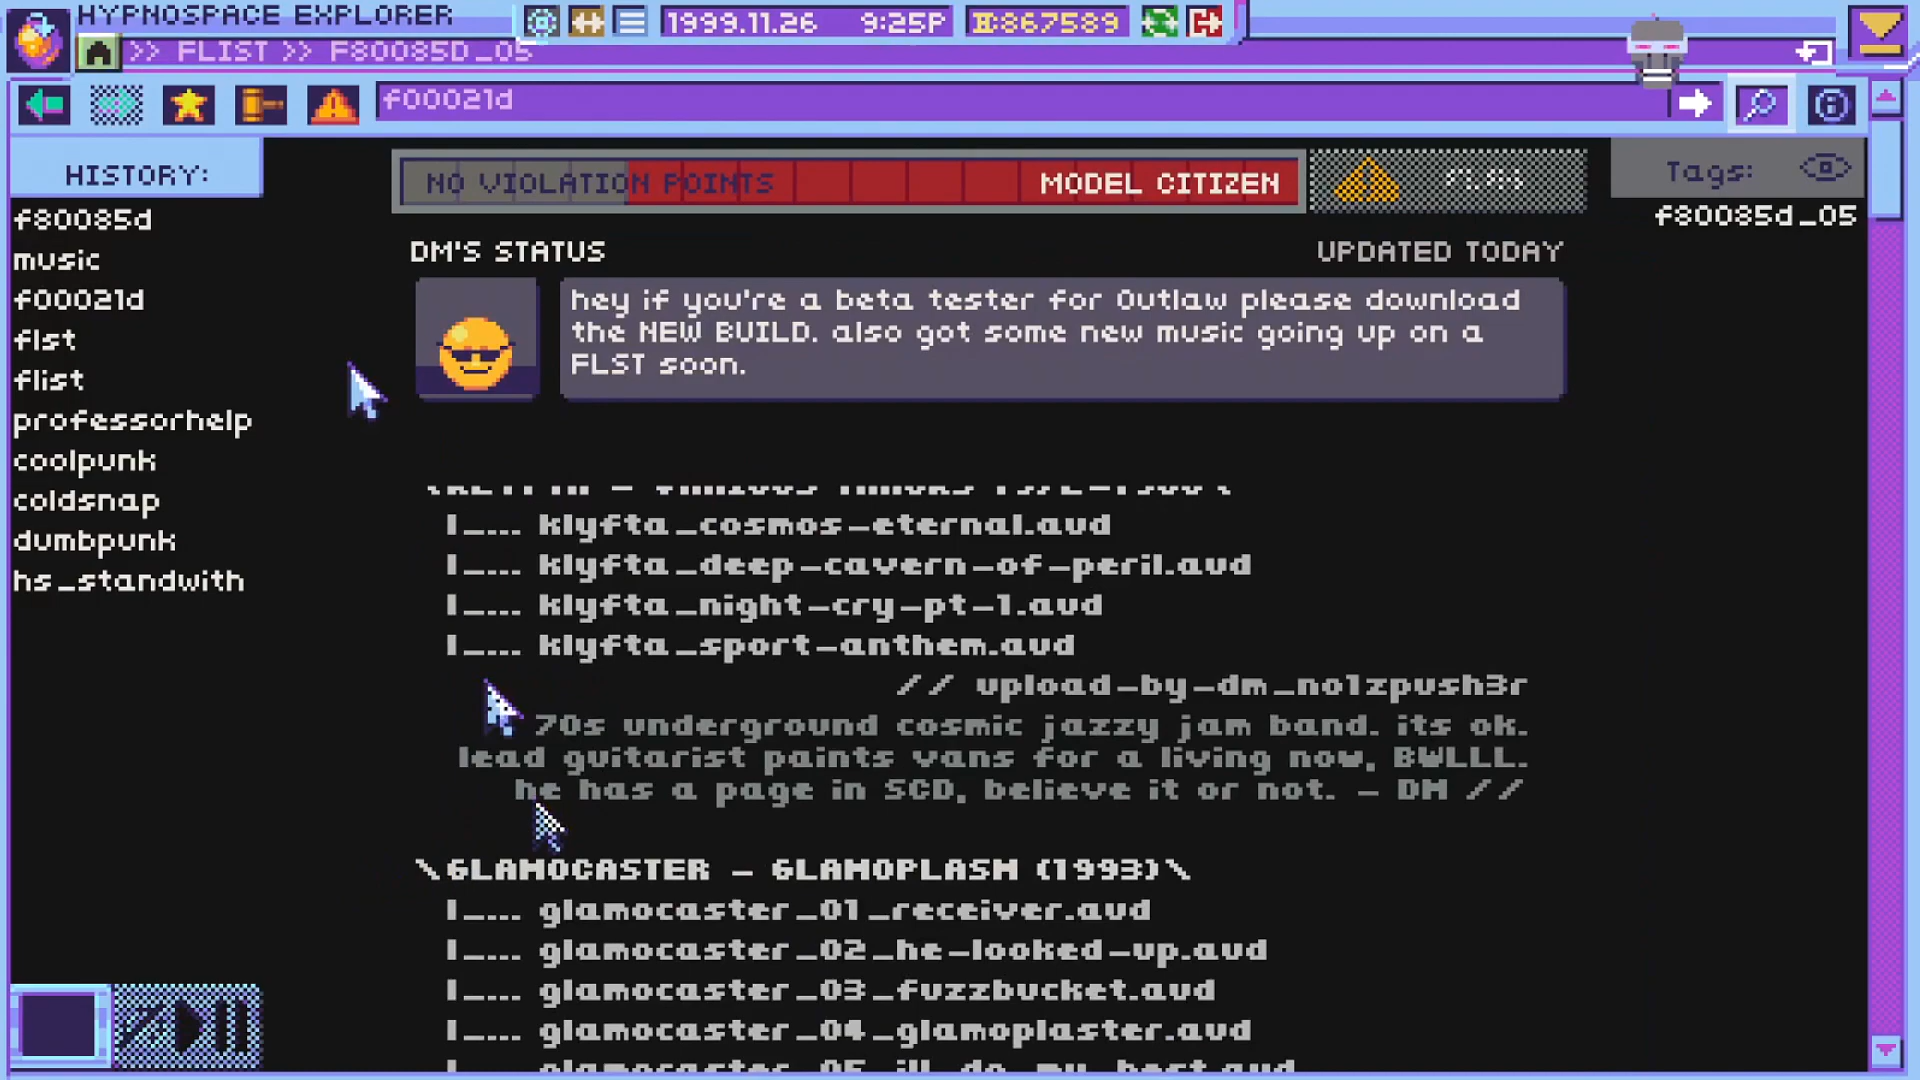 HYPNOSPACE EXPLORER
1999.11.26 9:25P
ID:867589
>> FLIST >> F80085D_05
f00021d
HISTORY:
f80085d
music
f00021d
flst
flist
professorhelp
coolpunk
coldsnap
dumbpunk
hs_standwith
NO VIOLATION POINTS
MODEL CITIZEN
Tags:
f80085d_05
DM'S STATUS
UPDATED TODAY
hey if you're a beta tester for Outlaw please download
the NEW BUILD. also got some new music going up on a
FLST soon.
|_... klyfta_cosmos-eternal.aud
|_... klyfta_deep-cavern-of-peril.aud
|_... klyfta_night-cry-pt-1.aud
|_... klyfta_sport-anthem.aud
// upload-by-dm_no1zpush3r
70s underground cosmic jazzy jam band. its ok.
lead guitarist paints vans for a living now, BWLLL.
he has a page in SCD, believe it or not. - DM //
\GLAMOCASTER - GLAMOPLASM (1993)\
|_... glamocaster_01_receiver.aud
|_... glamocaster_02_he-looked-up.aud
|_... glamocaster_03_fuzzbucket.aud
|_... glamocaster_04_glamoplaster.aud